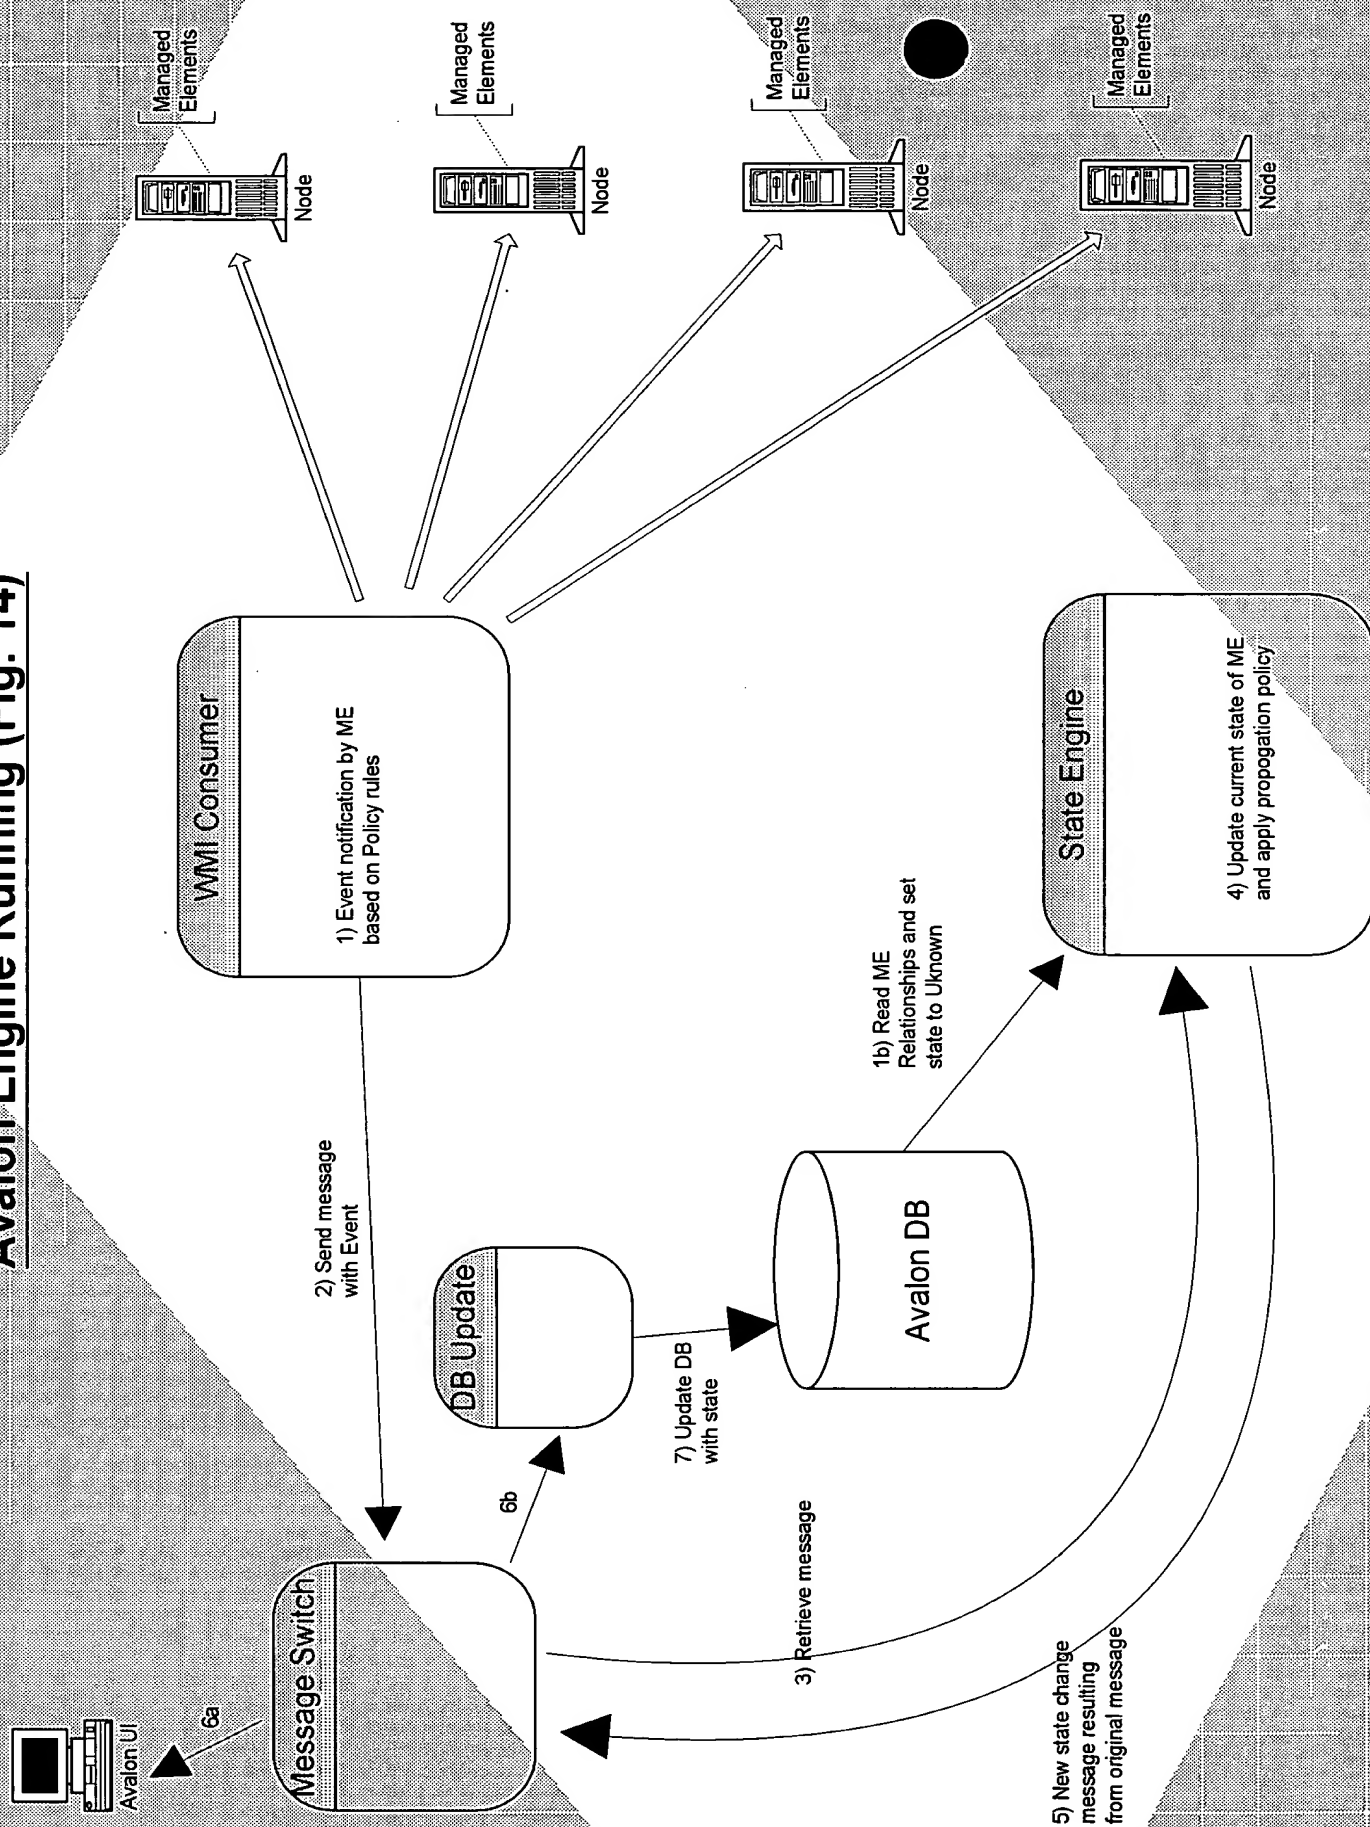 Avalon Engine Running (Fig. 14)
Avalon UI
6a
Message Switch
2) Send message
with Event
WMI Consumer
1) Event notification by ME
based on Policy rules
Managed
Elements
Node
Managed
Elements
Node
Managed
Elements
Node
Managed
Elements
Node
6b
DB Update
7) Update DB
with state
Avalon DB
1b) Read ME
Relationships and set
state to Uknown
3) Retrieve message
State Engine
4) Update current state of ME
and apply propogation policy
5) New state change
message resulting
from original message